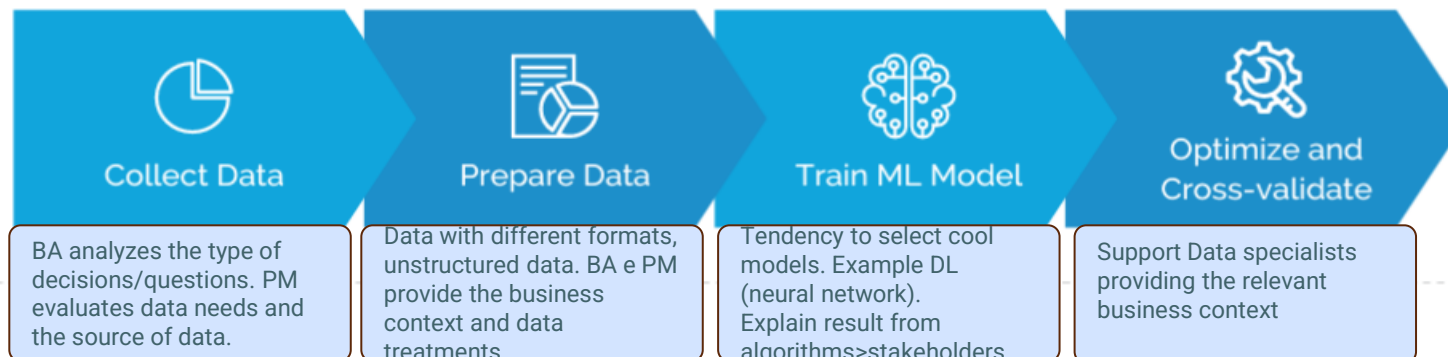 Collect Data
Prepare Data
Train ML Model
Optimize and
Cross-validate
BA analyzes the type of
decisions/questions. PM
evaluates data needs and
the source of data.
Data with different formats,
unstructured data. BA e PM
provide the business
context and data
treatments
Tendency to select cool
models. Example DL
(neural network).
Explain result from
algorithms>stakeholders
Support Data specialists
providing the relevant
business context